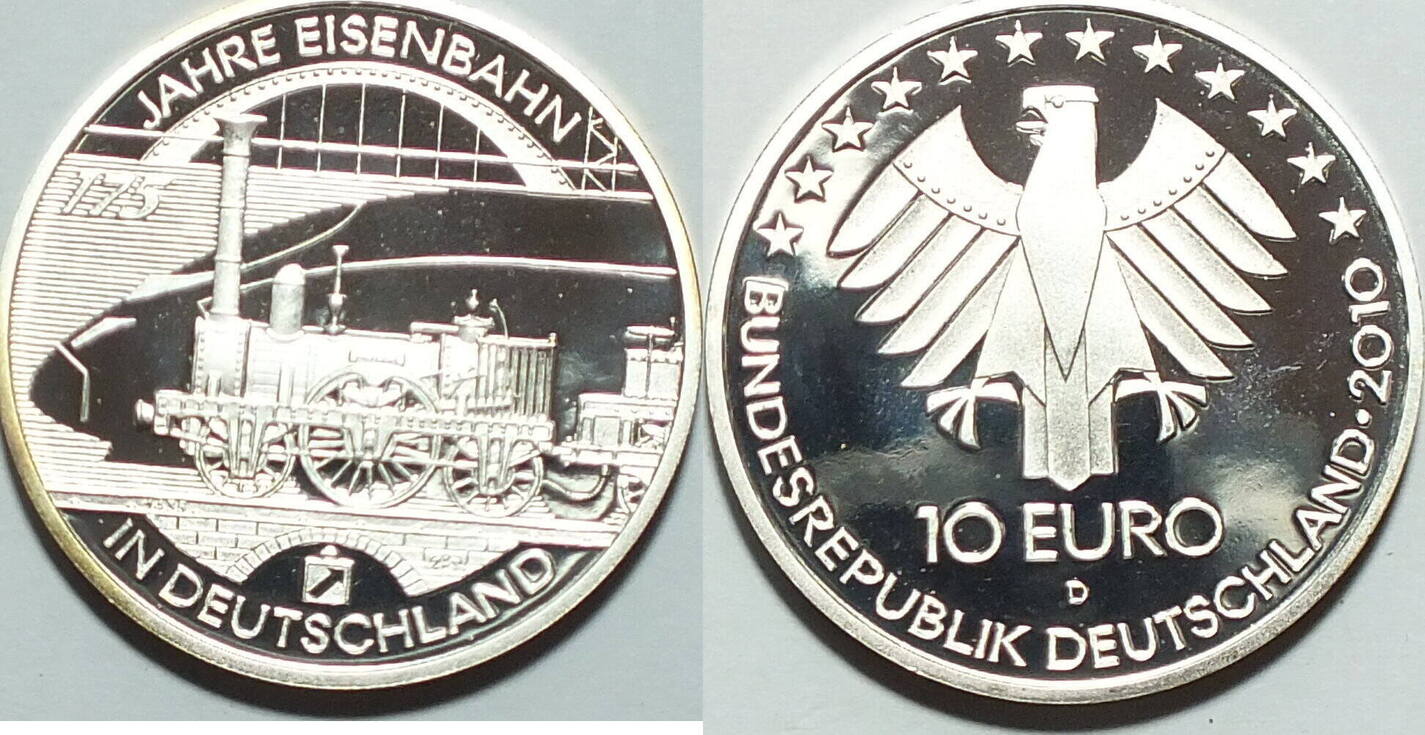 175
JAHRE EISENBAHN
IN DEUTSCHLAND
BUNDESREPUBLIK DEUTSCHLAND · 2010
10 EURO
D